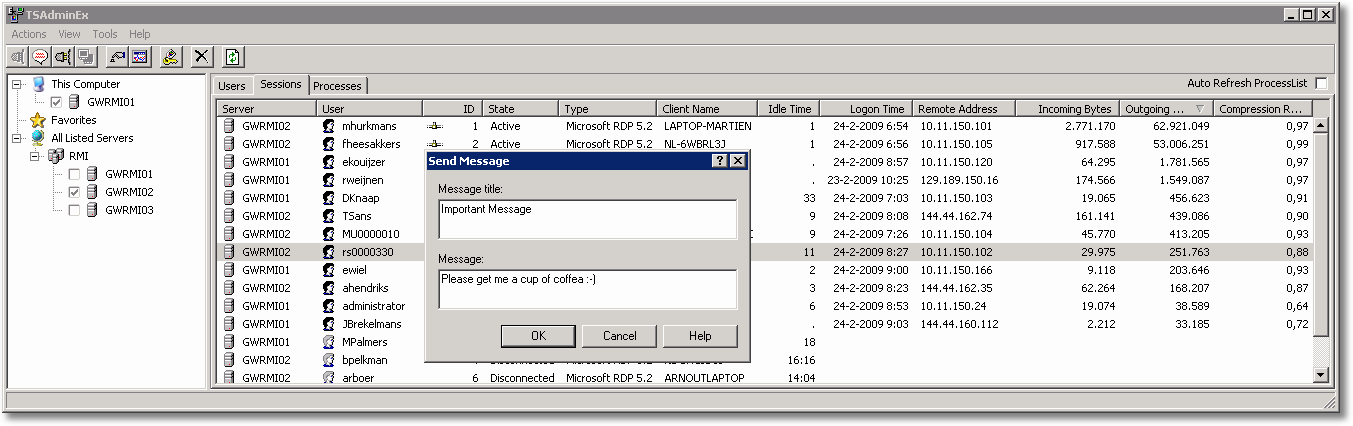 TSAdminEx
Actions View Tools Help
This Computer
GWRMI01
Favorites
All Listed Servers
RMI
GWRMI01
GWRMI02
GWRMI03
Users Sessions Processes
Auto Refresh ProcessList
Server User ID State Type Client Name Idle Time Logon Time Remote Address Incoming Bytes Outgoing ... Compression R...
GWRMI02 mhurkmans 1 Active Microsoft RDP 5.2 LAPTOP-MARTIEN 1 24-2-2009 6:54 10.11.150.101 2.771.170 62.921.049 0,97
GWRMI02 fheesakkers 2 Active Microsoft RDP 5.2 NL-6WBRL3J 1 24-2-2009 6:56 10.11.150.105 917.588 53.006.251 0,99
GWRMI02 ekouijzer . 24-2-2009 8:57 10.11.150.120 64.295 1.781.565 0,97
GWRMI01 rweijnen . 23-2-2009 10:25 129.189.150.16 174.566 1.549.087 0,97
GWRMI01 DKnaap 33 24-2-2009 7:03 10.11.150.103 19.065 456.623 0,91
GWRMI02 TSans 9 24-2-2009 8:08 144.44.162.74 161.141 439.086 0,90
GWRMI02 MU0000010 9 24-2-2009 7:26 10.11.150.104 45.770 413.205 0,93
GWRMI02 rs0000330 11 24-2-2009 8:27 10.11.150.102 29.975 251.763 0,88
GWRMI01 ewiel 2 24-2-2009 9:00 10.11.150.166 9.118 203.646 0,93
GWRMI02 ahendriks 3 24-2-2009 8:23 144.44.162.35 62.264 168.207 0,87
GWRMI01 administrator 6 24-2-2009 8:53 10.11.150.24 19.074 38.589 0,64
GWRMI01 JBrekelmans . 24-2-2009 9:03 144.44.160.112 2.212 33.185 0,72
GWRMI01 MPalmers 18
GWRMI02 bpelkman 16:16
GWRMI02 arboer 6 Disconnected Microsoft RDP 5.2 ARNOUTLAPTOP 14:04
Send Message
Message title:
Important Message
Message:
Please get me a cup of coffea :-)
OK Cancel Help